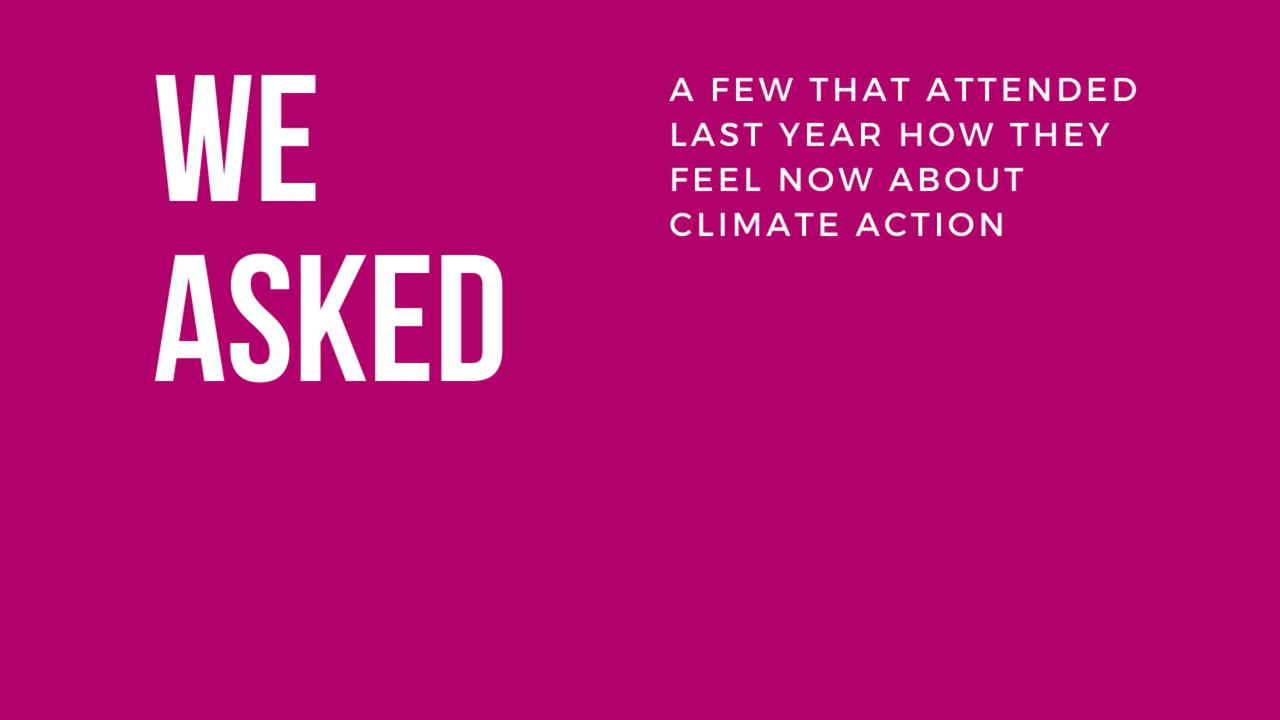 WE
ASKED
A FEW THAT ATTENDED
LAST YEAR HOW THEY
FEEL NOW ABOUT
CLIMATE ACTION